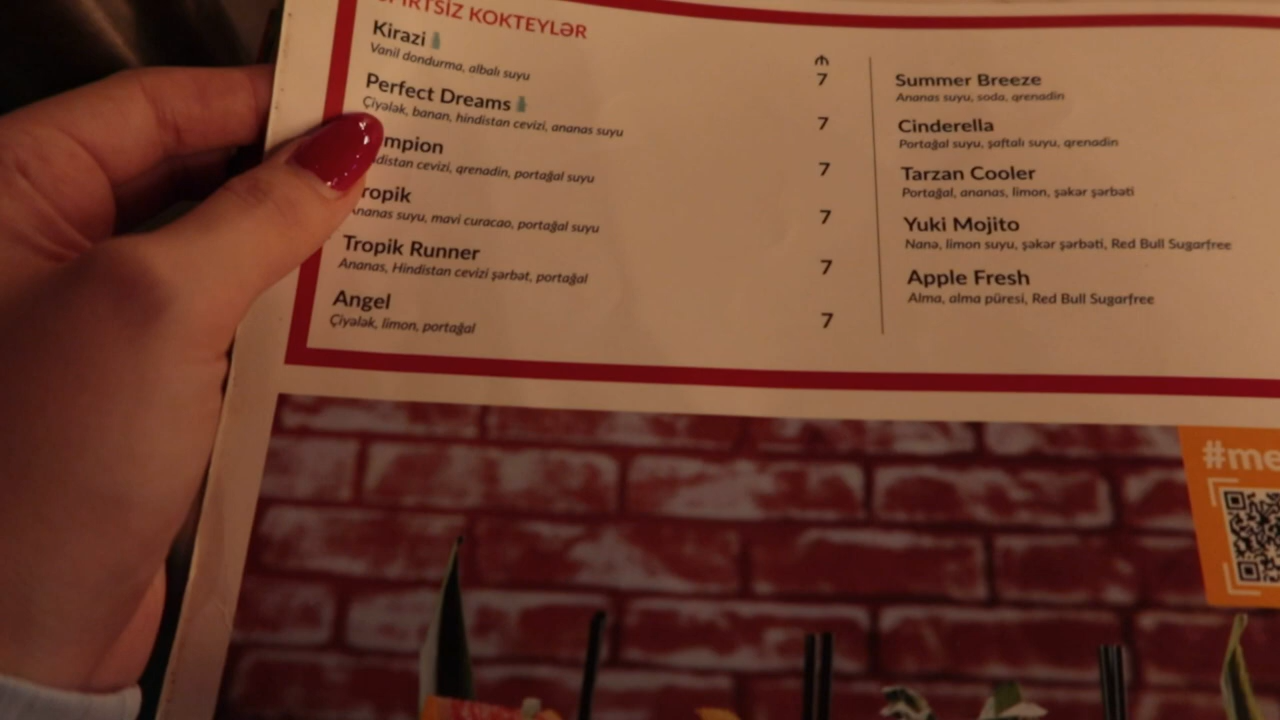 KOKTEYLƏR
Kirazi
Vanil dondurma, albalı suyu
₼
7
Perfect Dreams
Çiyələk, banan, hindistan cevizi, ananas suyu
7
mpion
distan cevizi, qrenadin, portağal suyu
7
ropik
Ananas suyu, mavi curacao, portağal suyu
7
Tropik Runner
Ananas, Hindistan cevizi şərbət, portağal
7
Angel
Çiyələk, limon, portağal
7
Summer Breeze
Ananas suyu, soda, qrenadin
Cinderella
Portağal suyu, şaftalı suyu, qrenadin
Tarzan Cooler
Portağal, ananas, limon, şəkər şərbəti
Yuki Mojito
Nanə, limon suyu, şəkər şərbəti, Red Bull Sugarfree
Apple Fresh
Alma, alma püresi, Red Bull Sugarfree
#me